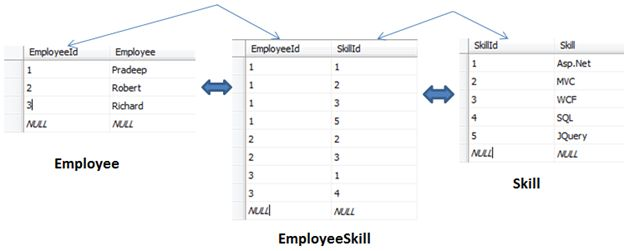 EmployeeId Employee
1 Pradeep
2 Robert
3 Richard
NULL NULL
Employee
EmployeeId SkillId
1 1
1 2
1 3
1 5
2 2
2 3
3 1
3 4
NULL NULL
EmployeeSkill
SkillId Skill
1 Asp.Net
2 MVC
3 WCF
4 SQL
5 JQuery
NULL NULL
Skill